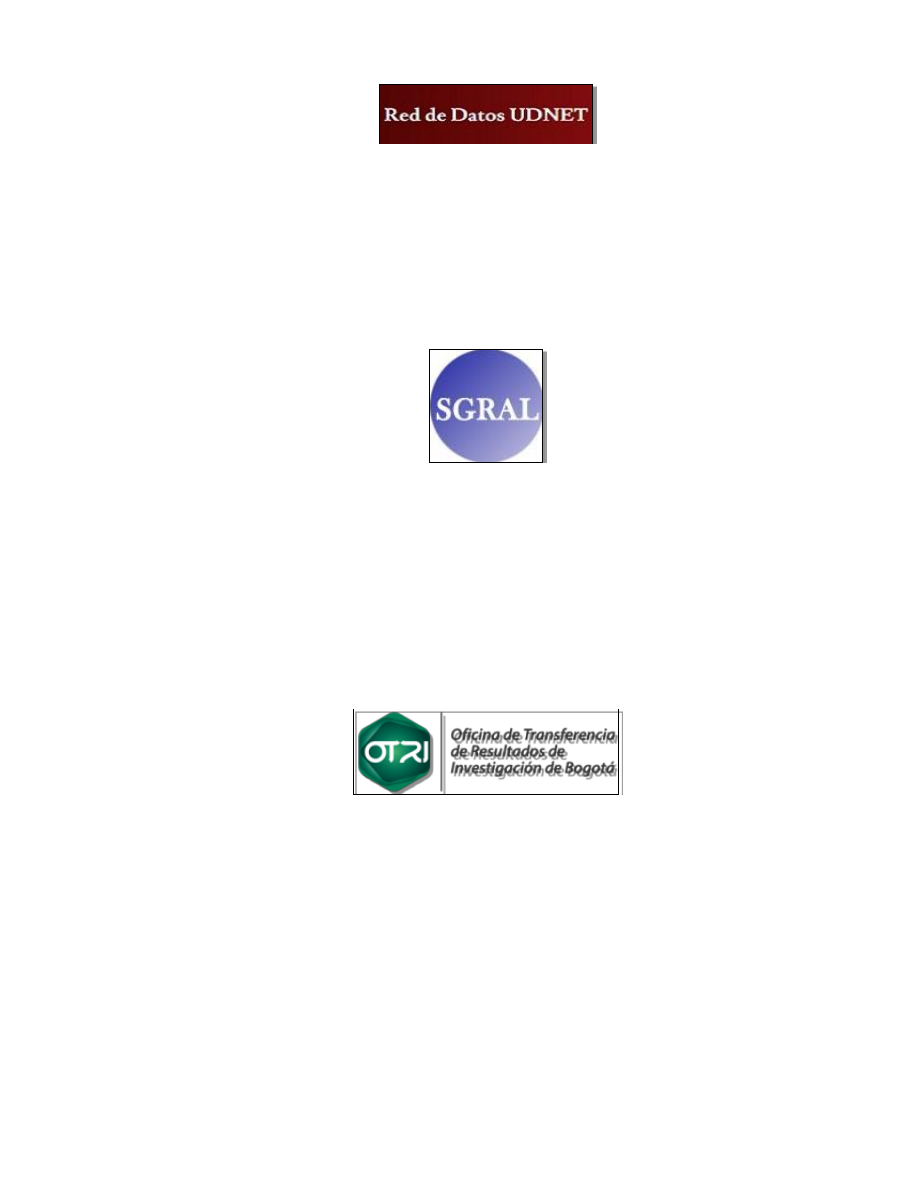 Red de Datos UDNET
SGRAL
OTRI
Oficina de Transferencia
de Resultados de
Investigación de Bogotá